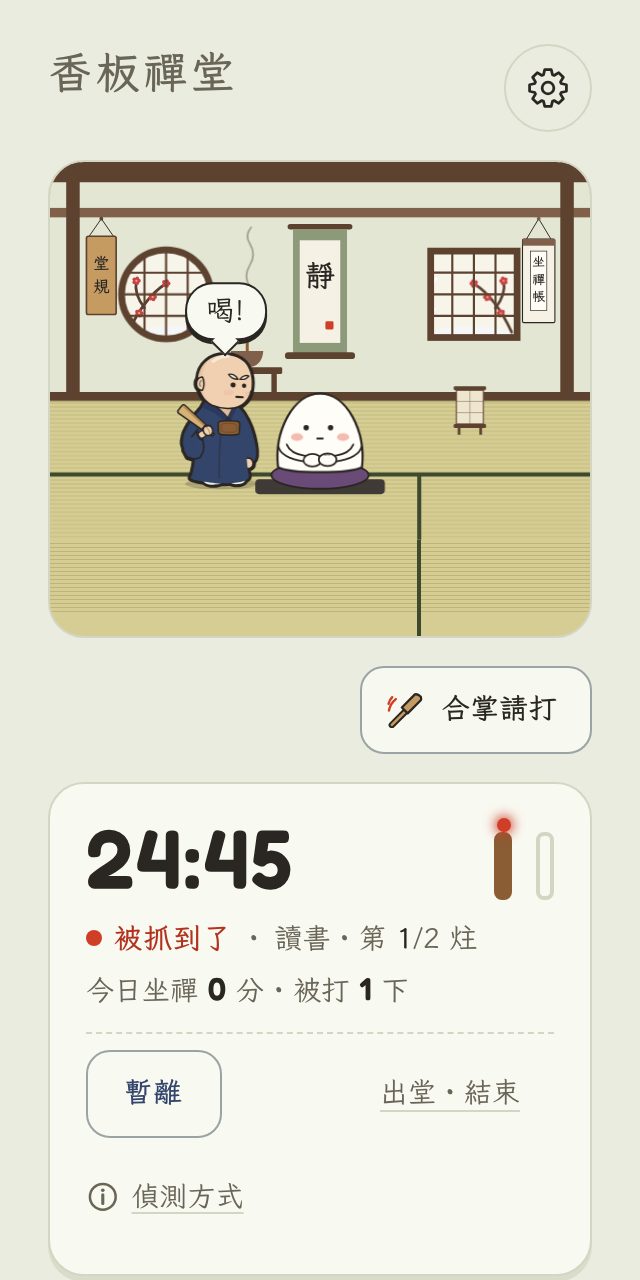 香板禪堂
堂規
喝!
靜
坐禪帳
合掌請打
24:45
被抓到了 · 讀書 · 第 1/2 炷
今日坐禪 0 分 · 被打 1 下
暫離
出堂 · 結束
偵測方式